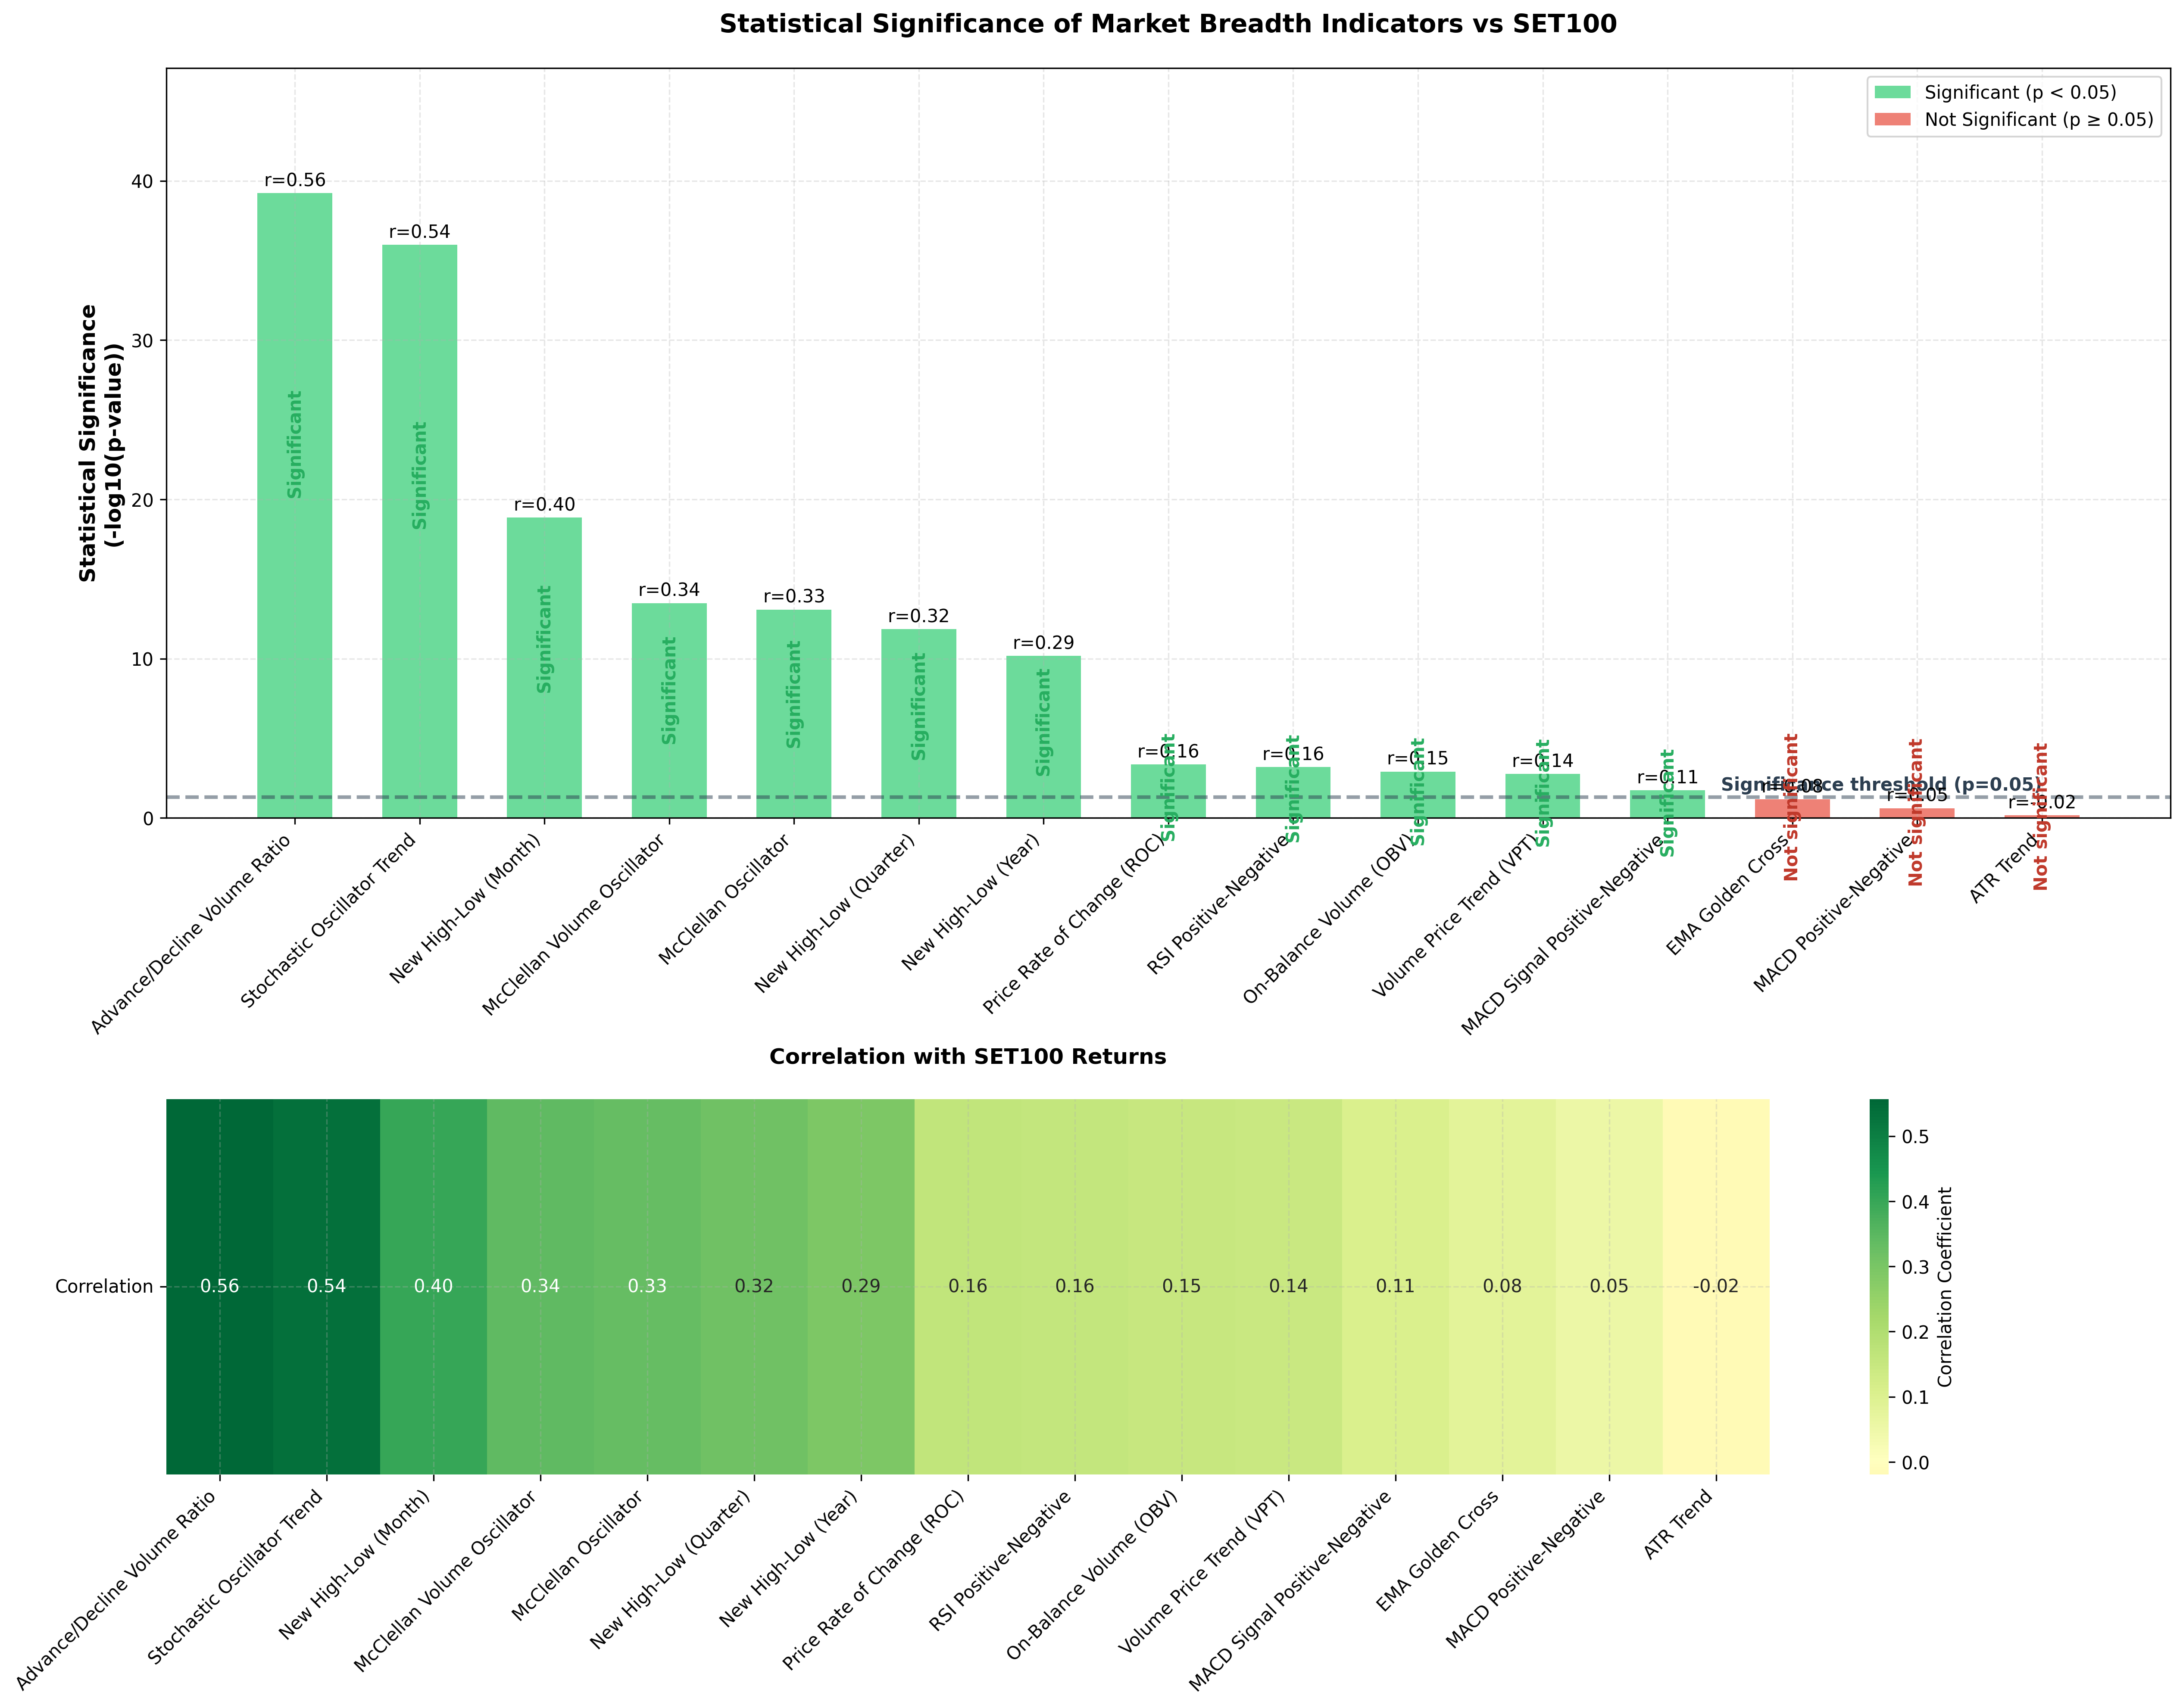 Statistical Significance of Market Breadth Indicators vs SET100
Significant (p < 0.05)
Not Significant (p ≥ 0.05)
Statistical Significance
(-log10(p-value))
40
30
20
10
0
r=0.56
r=0.54
r=0.40
r=0.34
r=0.33
r=0.32
r=0.29
r=0.16
r=0.16
r=0.15
r=0.14
r=0.11
r=0.08
r=0.05
r=-0.02
Significant
Significant
Significant
Significant
Significant
Significant
Significant
Significant
Significant
Significant
Significant
Significant
Not significant
Not significant
Not significant
Significance threshold (p=0.05)
Advance/Decline Volume Ratio
Stochastic Oscillator Trend
New High-Low (Month)
McClellan Volume Oscillator
McClellan Oscillator
New High-Low (Quarter)
New High-Low (Year)
Price Rate of Change (ROC)
RSI Positive-Negative
On-Balance Volume (OBV)
Volume Price Trend (VPT)
MACD Signal Positive-Negative
EMA Golden Cross
MACD Positive-Negative
ATR Trend
Correlation with SET100 Returns
Correlation
0.56 0.54 0.40 0.34 0.33 0.32 0.29 0.16 0.16 0.15 0.14 0.11 0.08 0.05 -0.02
0.5
0.4
0.3
0.2
0.1
0.0
Correlation Coefficient
Advance/Decline Volume Ratio
Stochastic Oscillator Trend
New High-Low (Month)
McClellan Volume Oscillator
McClellan Oscillator
New High-Low (Quarter)
New High-Low (Year)
Price Rate of Change (ROC)
RSI Positive-Negative
On-Balance Volume (OBV)
Volume Price Trend (VPT)
MACD Signal Positive-Negative
EMA Golden Cross
MACD Positive-Negative
ATR Trend